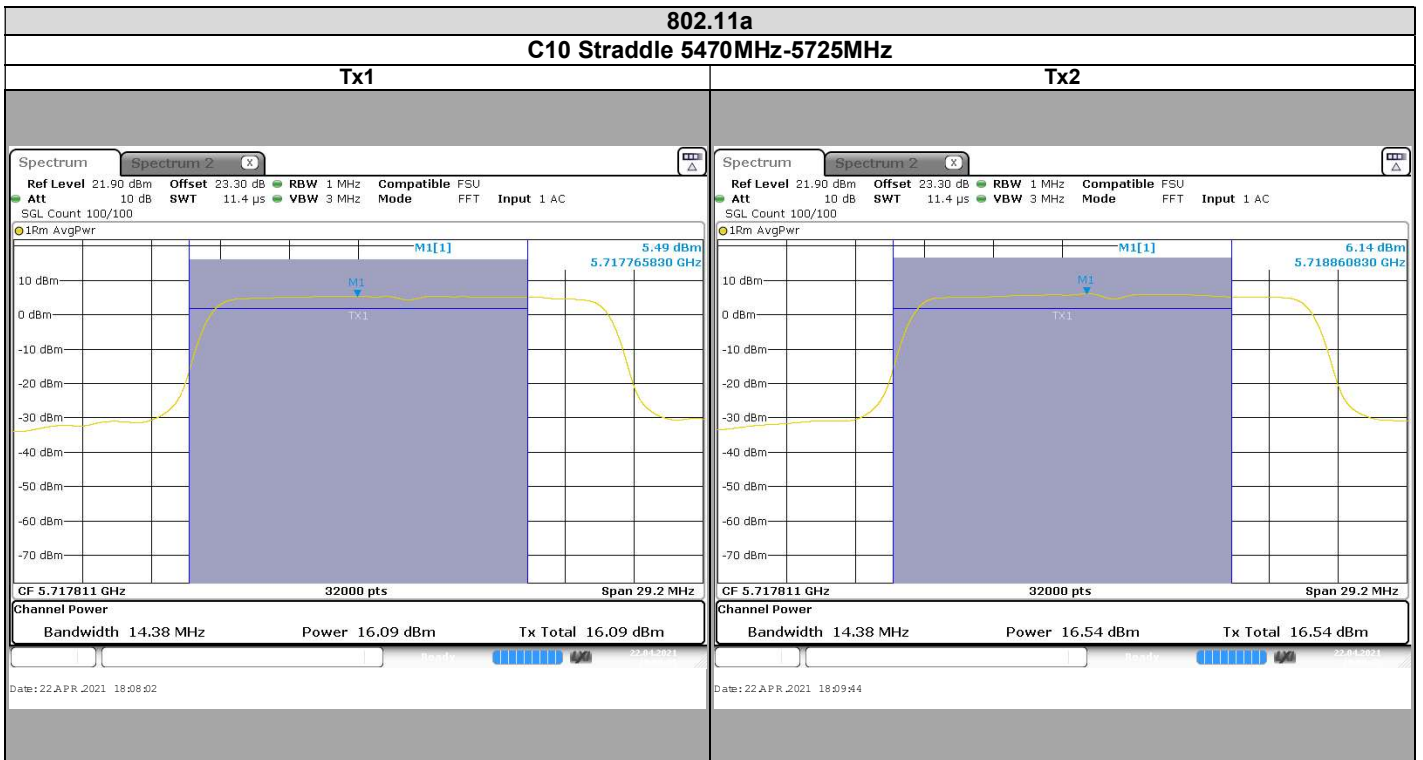 802.11a
C10 Straddle 5470MHz-5725MHz
Tx1
Tx2
Spectrum
Spectrum 2 X
Ref Level 21.90 dBm Offset 23.30 dB RBW 1 MHz Compatible FSU
Att 10 dB SWT 11.4 µs VBW 3 MHz Mode FFT Input 1 AC
SGL Count 100/100
1Rm AvgPwr
M1[1] 5.49 dBm
5.717765830 GHz
10 dBm
M1
0 dBm
TX1
-10 dBm
-20 dBm
-30 dBm
-40 dBm
-50 dBm
-60 dBm
-70 dBm
CF 5.717811 GHz 32000 pts Span 29.2 MHz
Channel Power
Bandwidth 14.38 MHz Power 16.09 dBm Tx Total 16.09 dBm
Ready LXI 22.04.2021
Date: 22.APR.2021 18:08:02
Spectrum
Spectrum 2 X
Ref Level 21.90 dBm Offset 23.30 dB RBW 1 MHz Compatible FSU
Att 10 dB SWT 11.4 µs VBW 3 MHz Mode FFT Input 1 AC
SGL Count 100/100
1Rm AvgPwr
M1[1] 6.14 dBm
5.718860830 GHz
10 dBm
M1
0 dBm
TX1
-10 dBm
-20 dBm
-30 dBm
-40 dBm
-50 dBm
-60 dBm
-70 dBm
CF 5.717811 GHz 32000 pts Span 29.2 MHz
Channel Power
Bandwidth 14.38 MHz Power 16.54 dBm Tx Total 16.54 dBm
Ready LXI 22.04.2021
Date: 22.APR.2021 18:09:44